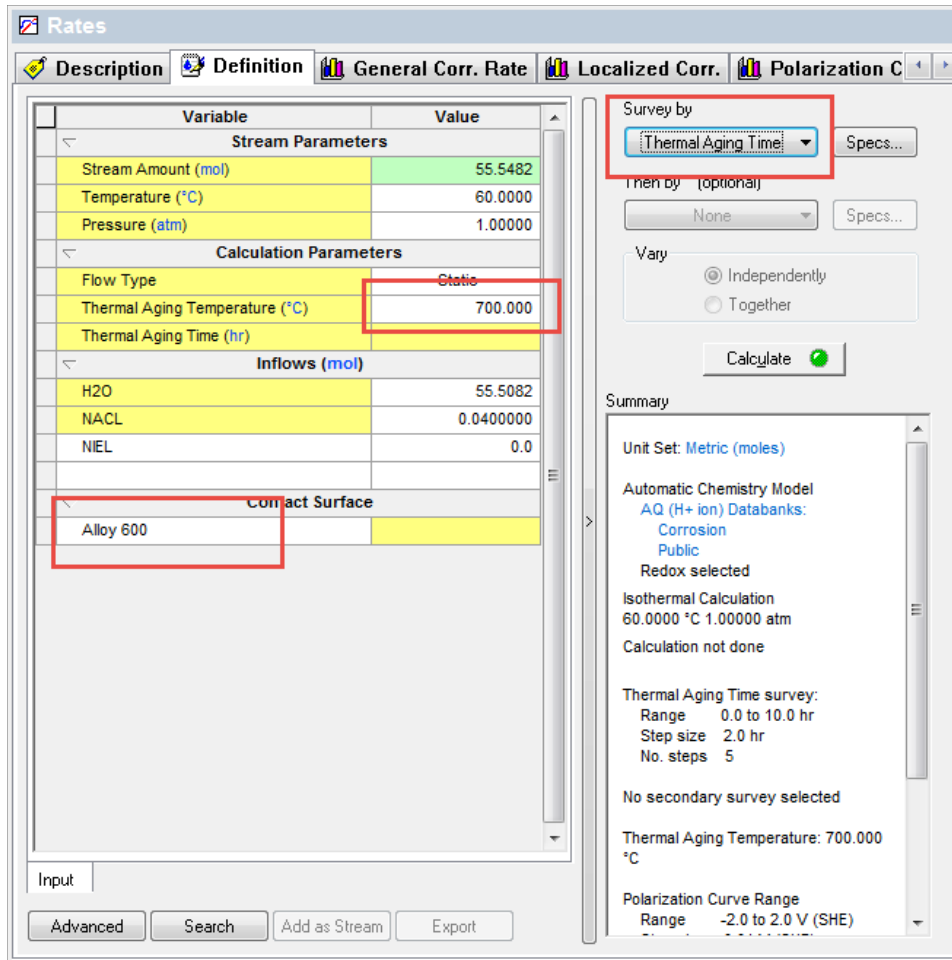 Rates
Description
Definition
General Corr. Rate
Localized Corr.
Polarization C
Variable Value
Stream Parameters
Stream Amount (mol) 55.5482
Temperature (°C) 60.0000
Pressure (atm) 1.00000
Calculation Parameters
Flow Type Static
Thermal Aging Temperature (°C) 700.000
Thermal Aging Time (hr)
Inflows (mol)
H2O 55.5082
NACL 0.0400000
NIEL 0.0
Contact Surface
Alloy 600
Input
Advanced
Search
Add as Stream
Export
Survey by
Thermal Aging Time
Specs...
Then by (optional)
None
Specs...
Vary
Independently
Together
Calculate
Summary
Unit Set: Metric (moles)
Automatic Chemistry Model
AQ (H+ ion) Databanks:
Corrosion
Public
Redox selected
Isothermal Calculation
60.0000 °C 1.00000 atm
Calculation not done
Thermal Aging Time survey:
Range 0.0 to 10.0 hr
Step size 2.0 hr
No. steps 5
No secondary survey selected
Thermal Aging Temperature: 700.000
°C
Polarization Curve Range
Range -2.0 to 2.0 V (SHE)